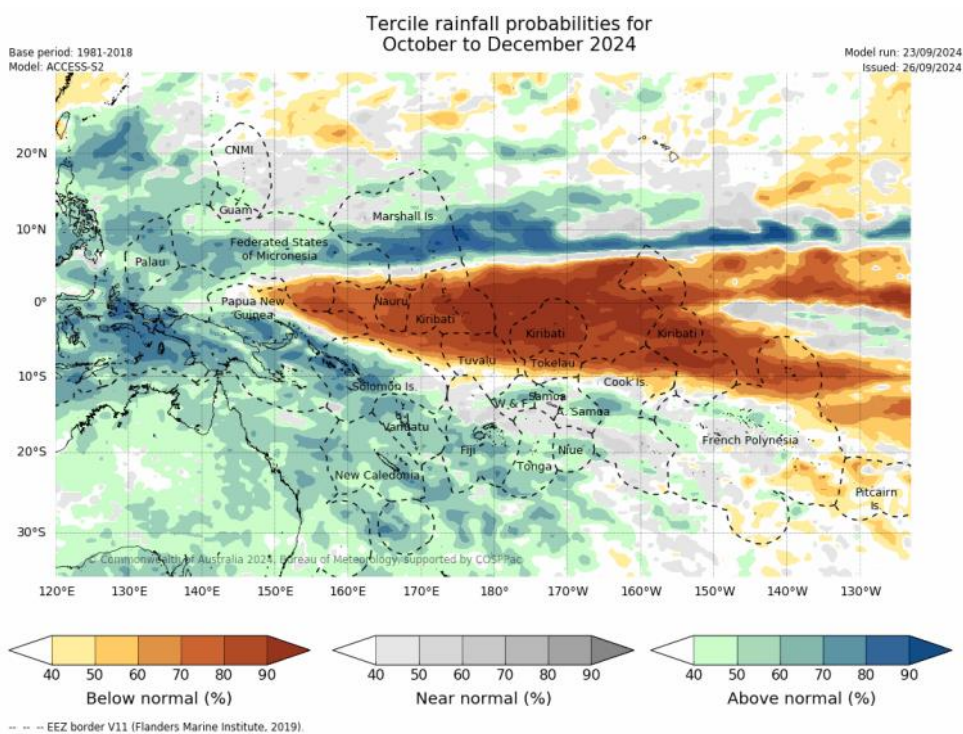 Tercile rainfall probabilities for
October to December 2024
Base period: 1981-2018
Model: ACCESS-S2
Model run: 23/09/2024
Issued: 26/09/2024
20°N
10°N
0°
10°S
20°S
30°S
CNMI
Guam
Marshall Is.
Federated States
of Micronesia
Palau
Papua New
Guinea
Nauru
Kiribati
Kiribati
Kiribati
Tuvalu
Tokelau
Solomon Is.
Cook Is.
W & F
Samoa
A. Samoa
Vanuatu
Fiji
Niue
French Polynesia
Tonga
New Caledonia
Pitcairn
Is.
© Commonwealth of Australia 2024, Bureau of Meteorology, supported by COSPPac
120°E 130°E 140°E 150°E 160°E 170°E 180° 170°W 160°W 150°W 140°W 130°W
40 50 60 70 80 90
Below normal (%)
40 50 60 70 80 90
Near normal (%)
40 50 60 70 80 90
Above normal (%)
-- -- -- EEZ border V11 (Flanders Marine Institute, 2019).